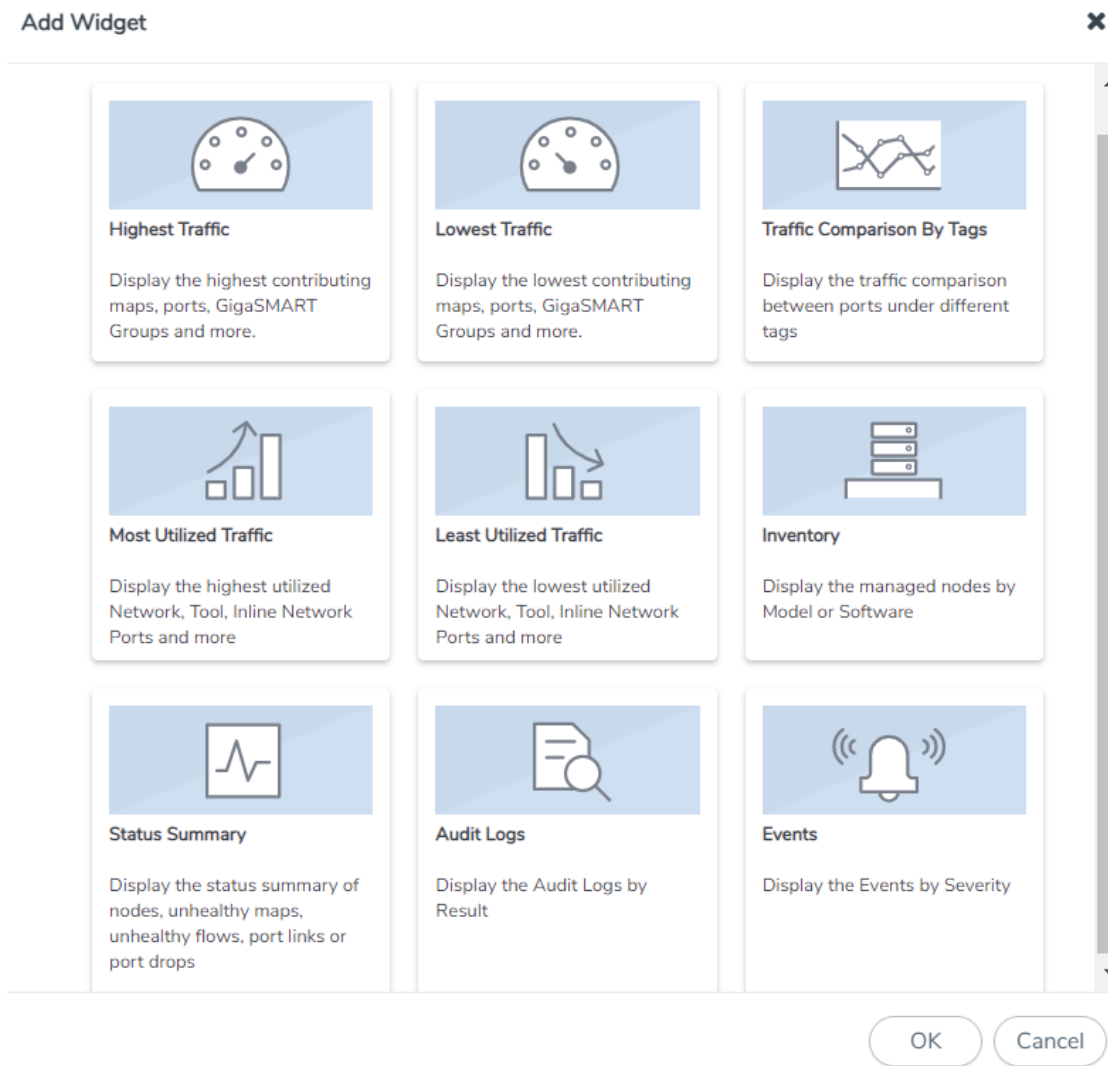 Add Widget
Highest Traffic
Display the highest contributing
maps, ports, GigaSMART
Groups and more.
Lowest Traffic
Display the lowest contributing
maps, ports, GigaSMART
Groups and more.
Traffic Comparison By Tags
Display the traffic comparison
between ports under different
tags
Most Utilized Traffic
Display the highest utilized
Network, Tool, Inline Network
Ports and more
Least Utilized Traffic
Display the lowest utilized
Network, Tool, Inline Network
Ports and more
Inventory
Display the managed nodes by
Model or Software
Status Summary
Display the status summary of
nodes, unhealthy maps,
unhealthy flows, port links or
port drops
Audit Logs
Display the Audit Logs by
Result
Events
Display the Events by Severity
OK
Cancel